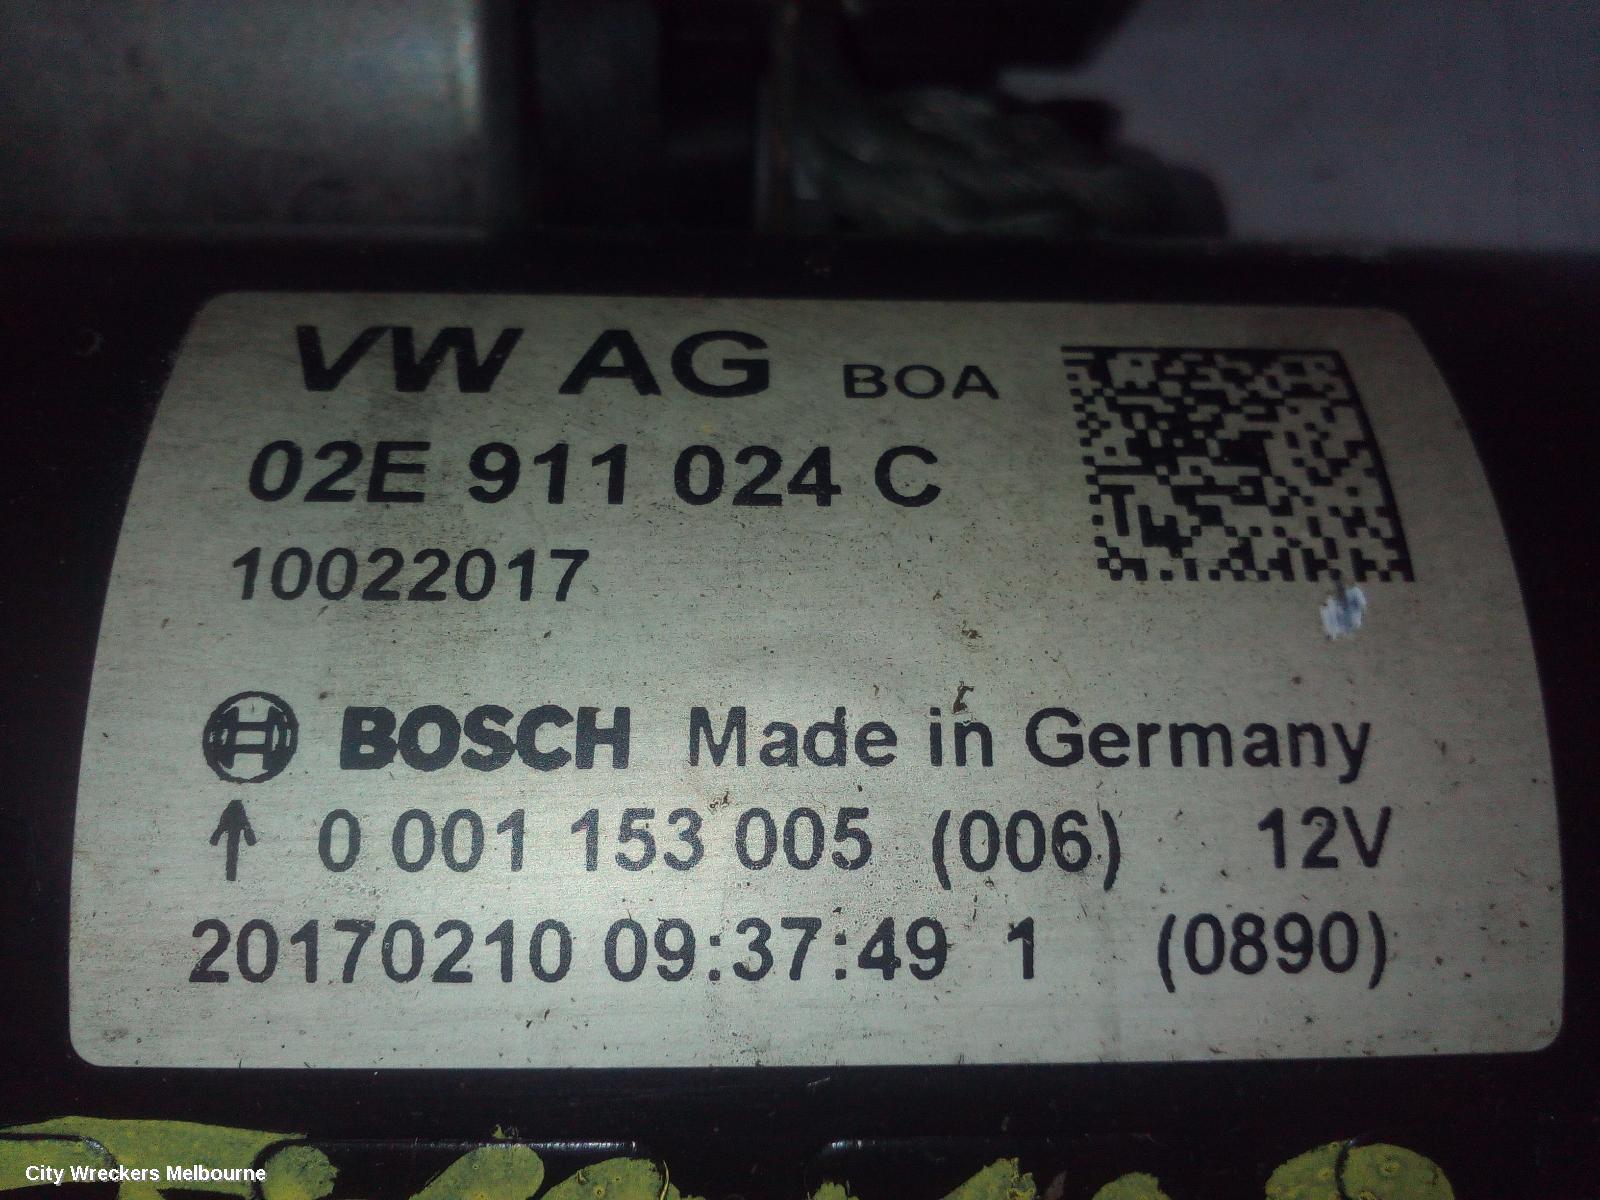 VW AG BOA
02E 911 024 C
10022017
BOSCH Made in Germany
↑ 0 001 153 005 (006) 12V
20170210 09:37:49 1 (0890)
City Wreckers Melbourne